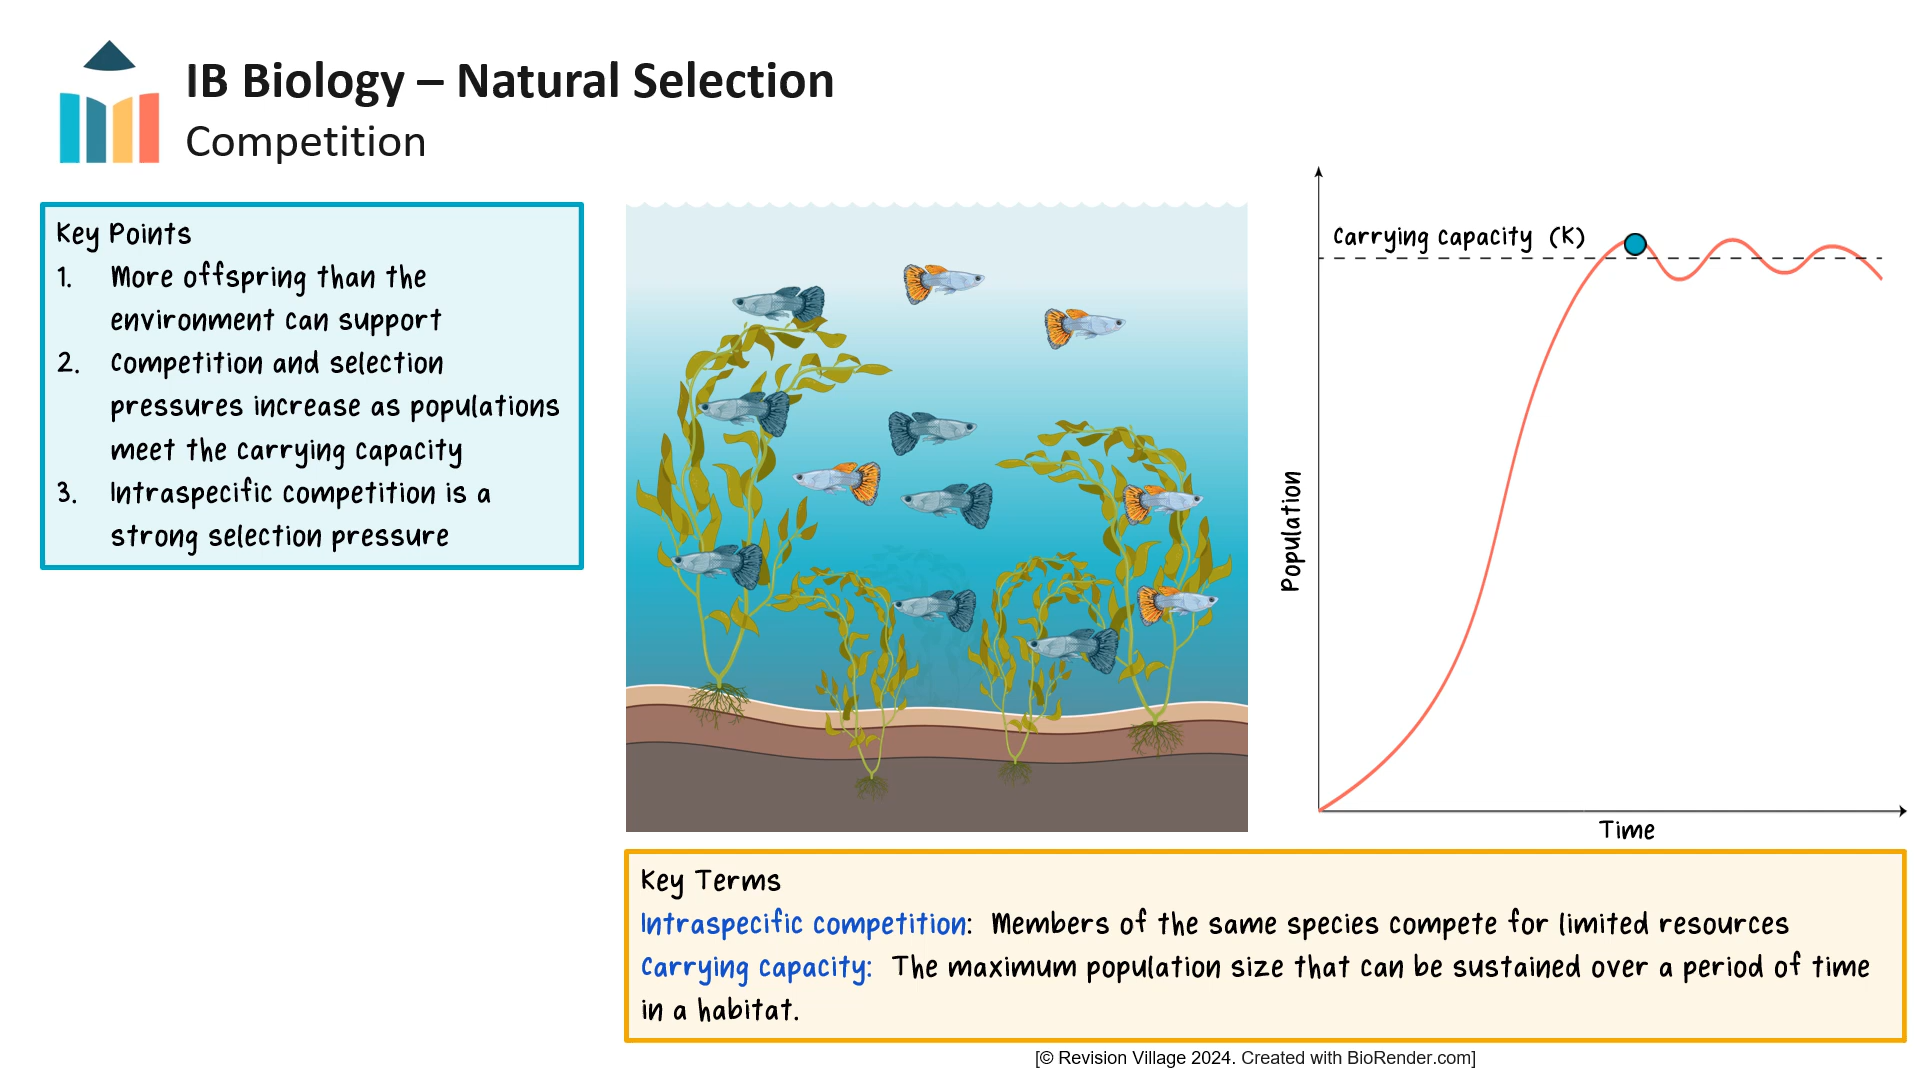 IB Biology – Natural Selection
Competition
Key Points
1. More offspring than the
environment can support
2. Competition and selection
pressures increase as populations
meet the carrying capacity
3. Intraspecific competition is a
strong selection pressure
Carrying capacity (K)
Population
Time
Key Terms
Intraspecific competition: Members of the same species compete for limited resources
Carrying capacity: The maximum population size that can be sustained over a period of time
in a habitat.
[© Revision Village 2024. Created with BioRender.com]